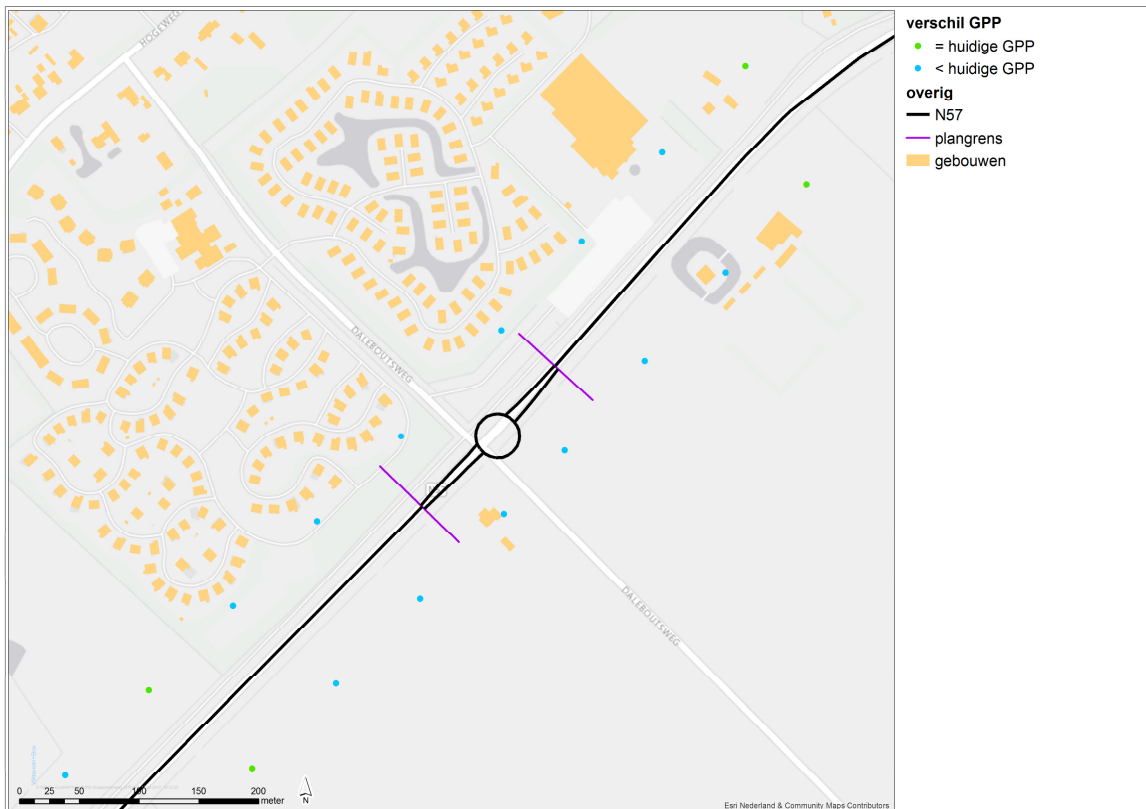 verschil GPP
= huidige GPP
< huidige GPP
overig
N57
plangrens
gebouwen
HOGEWEG
DALEBOUTSWEG
DALEBOUTSWEG
0 25 50 100 150 200
meter
N
Esri Nederland & Community Maps Contributors